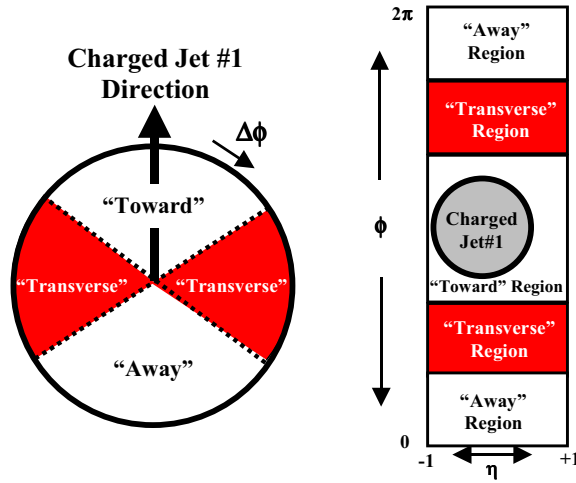 Charged Jet #1
Direction
Δϕ
“Toward”
“Transverse”
“Transverse”
“Away”
2π
“Away”
Region
“Transverse”
Region
ϕ
Charged
Jet#1
“Toward” Region
“Transverse”
Region
“Away”
Region
0
-1
η
+1